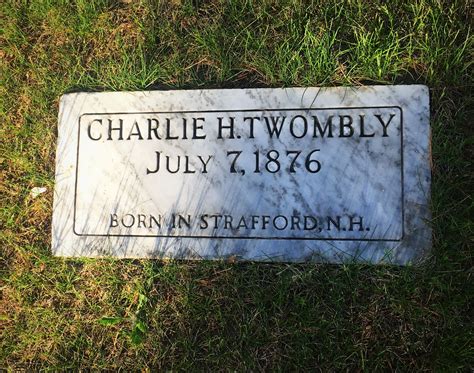 CHARLIE H. TWOMBLY
JULY 7, 1876
BORN IN STRAFFORD, N.H.